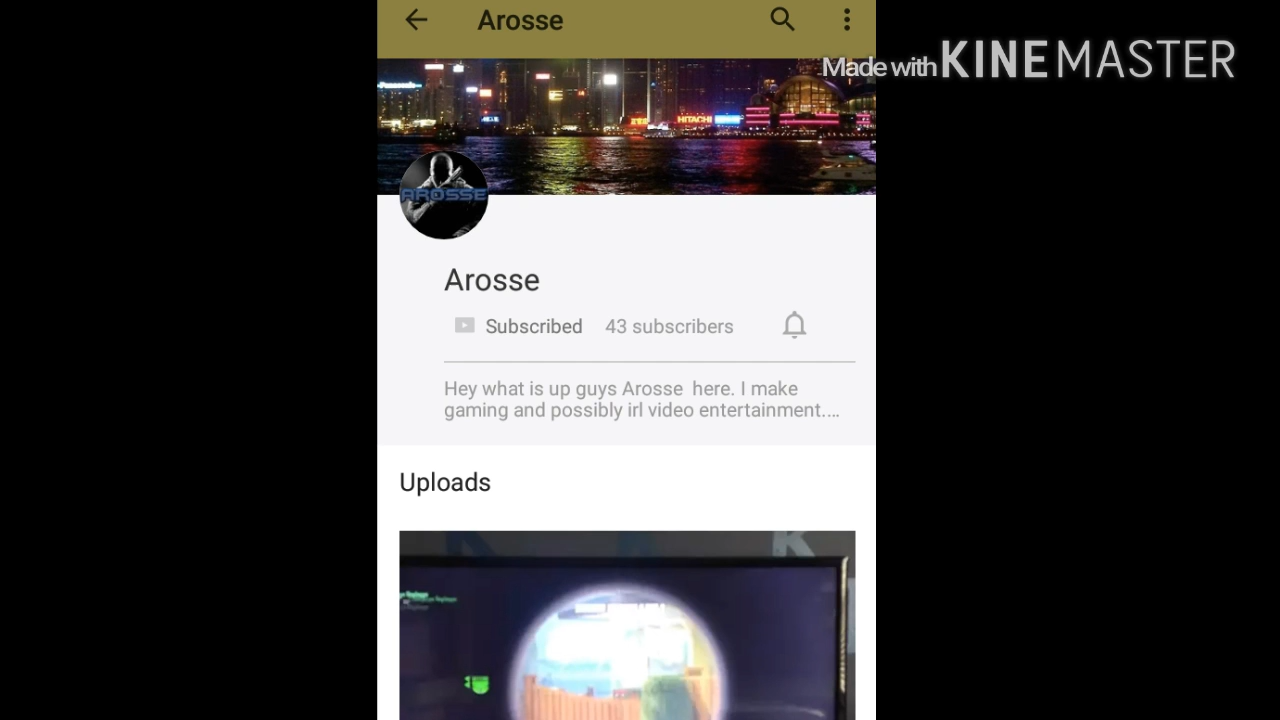 Arosse
Made with KINEMASTER
HITACHI
AROSSE
Arosse
Subscribed 43 subscribers
Hey what is up guys Arosse here. I make
gaming and possibly irl video entertainment....
Uploads
K A K